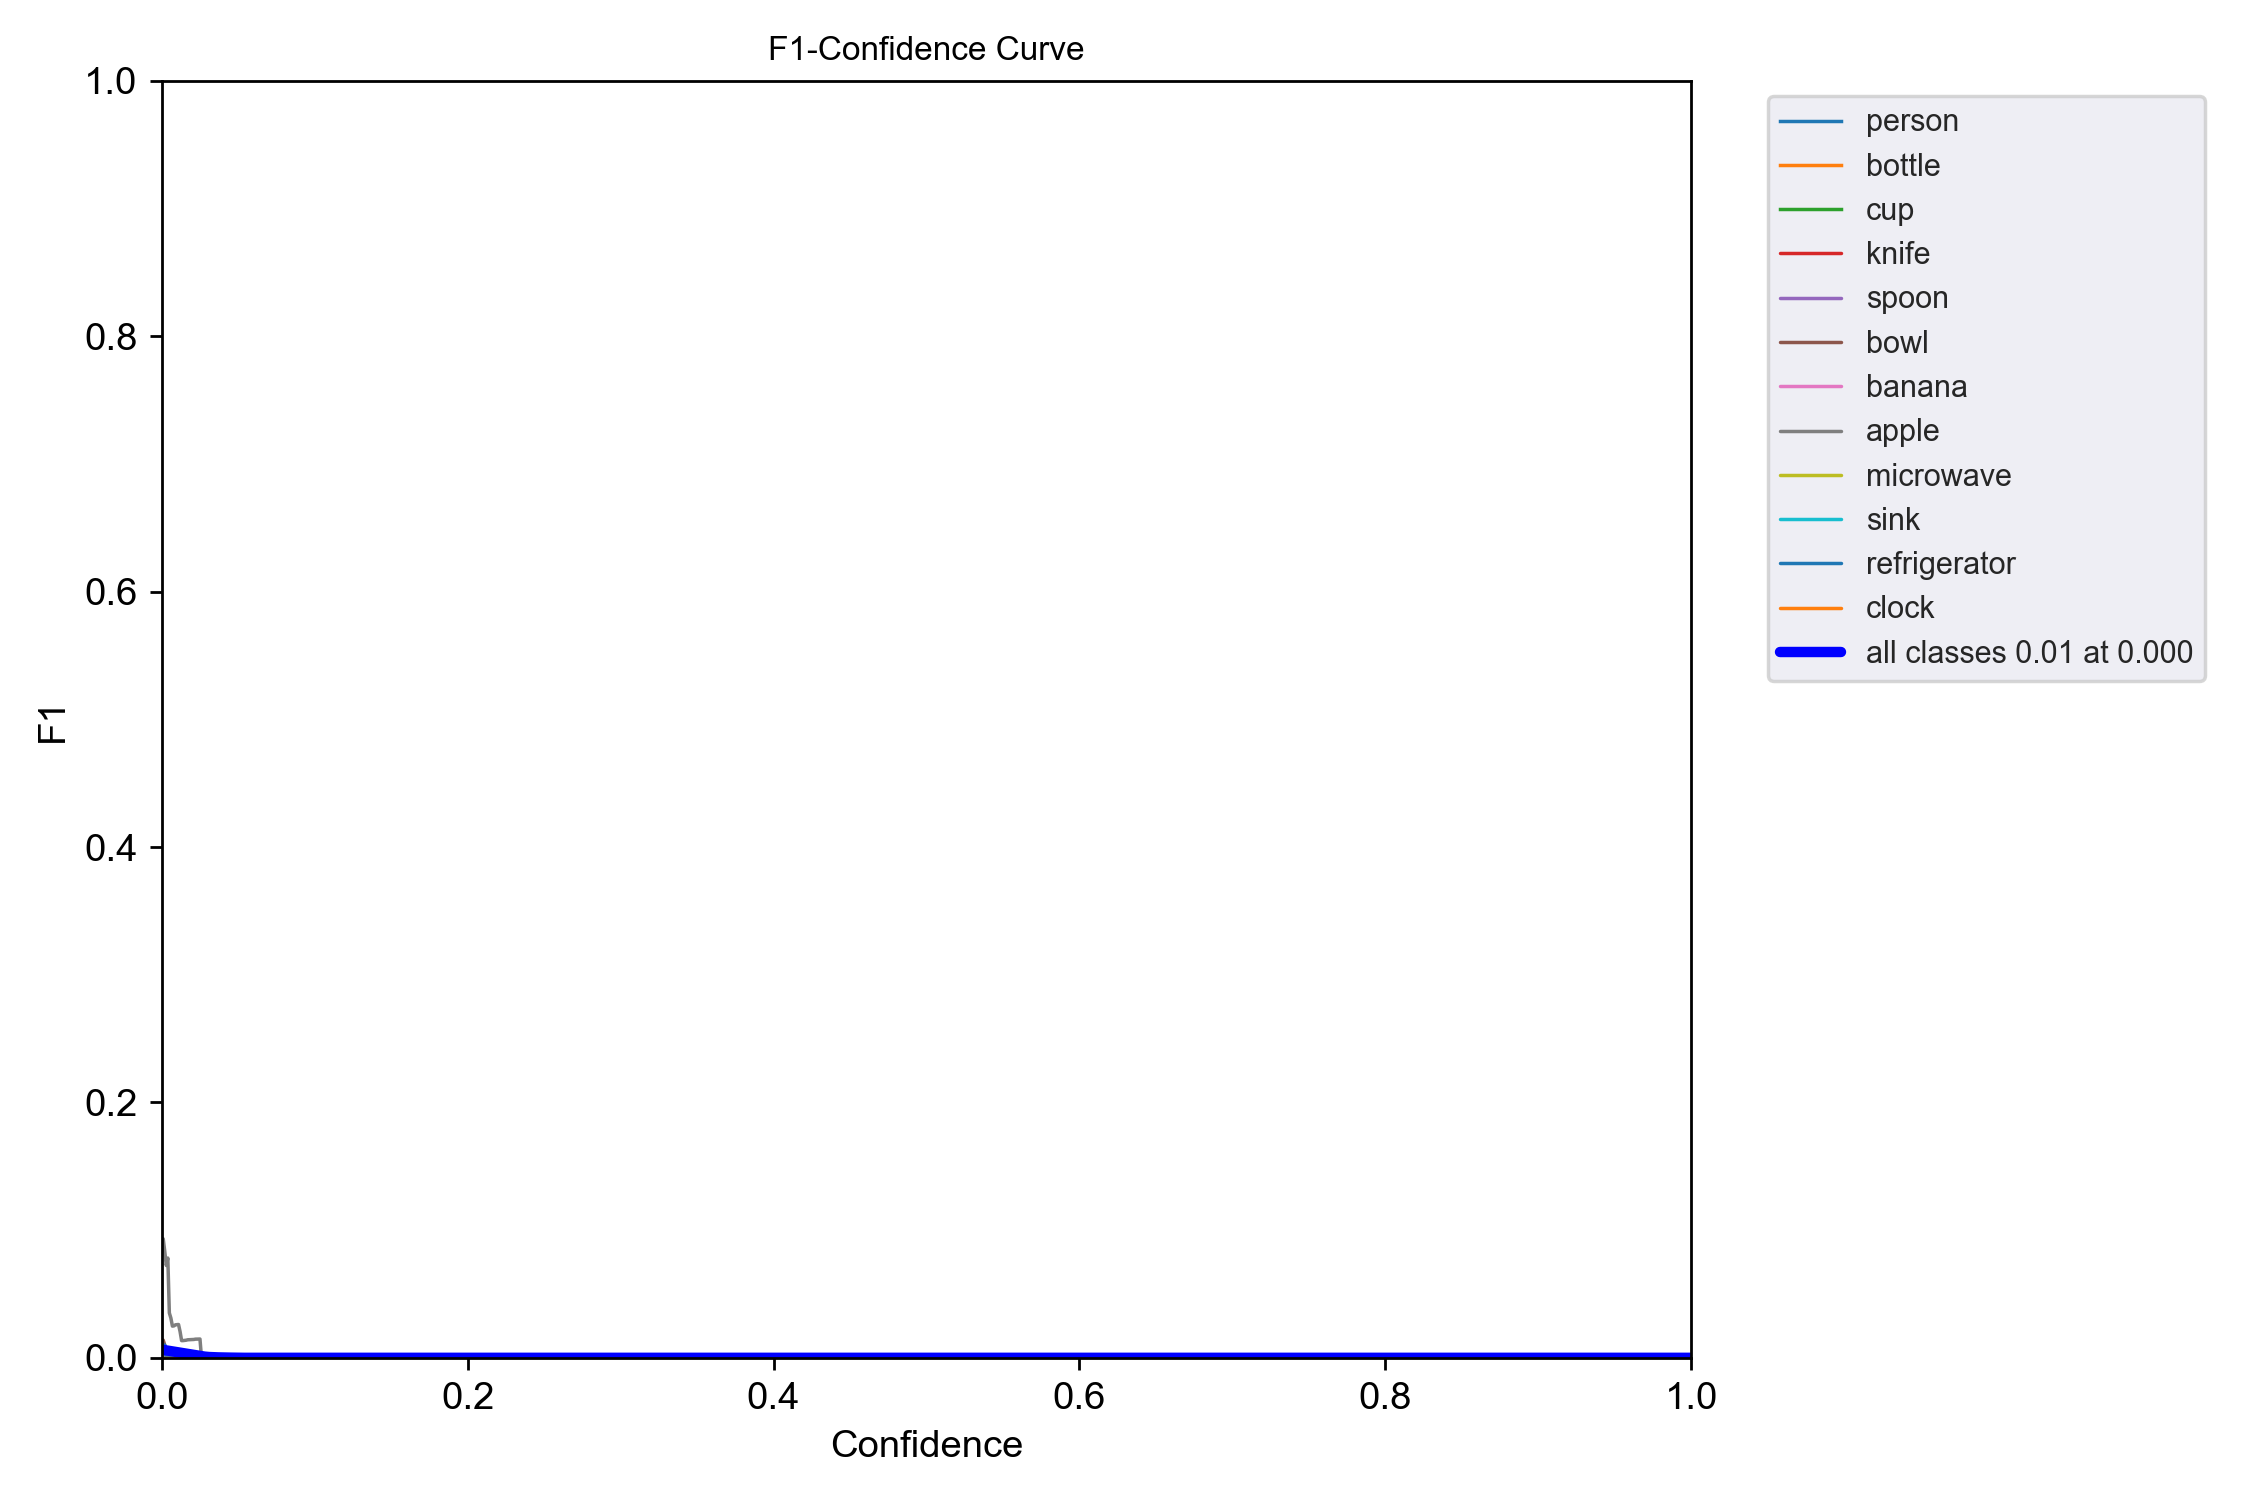 F1-Confidence Curve
1.0
0.8
0.6
0.4
0.2
0.0
F1
0.0 0.2 0.4 0.6 0.8 1.0
Confidence
person
bottle
cup
knife
spoon
bowl
banana
apple
microwave
sink
refrigerator
clock
all classes 0.01 at 0.000